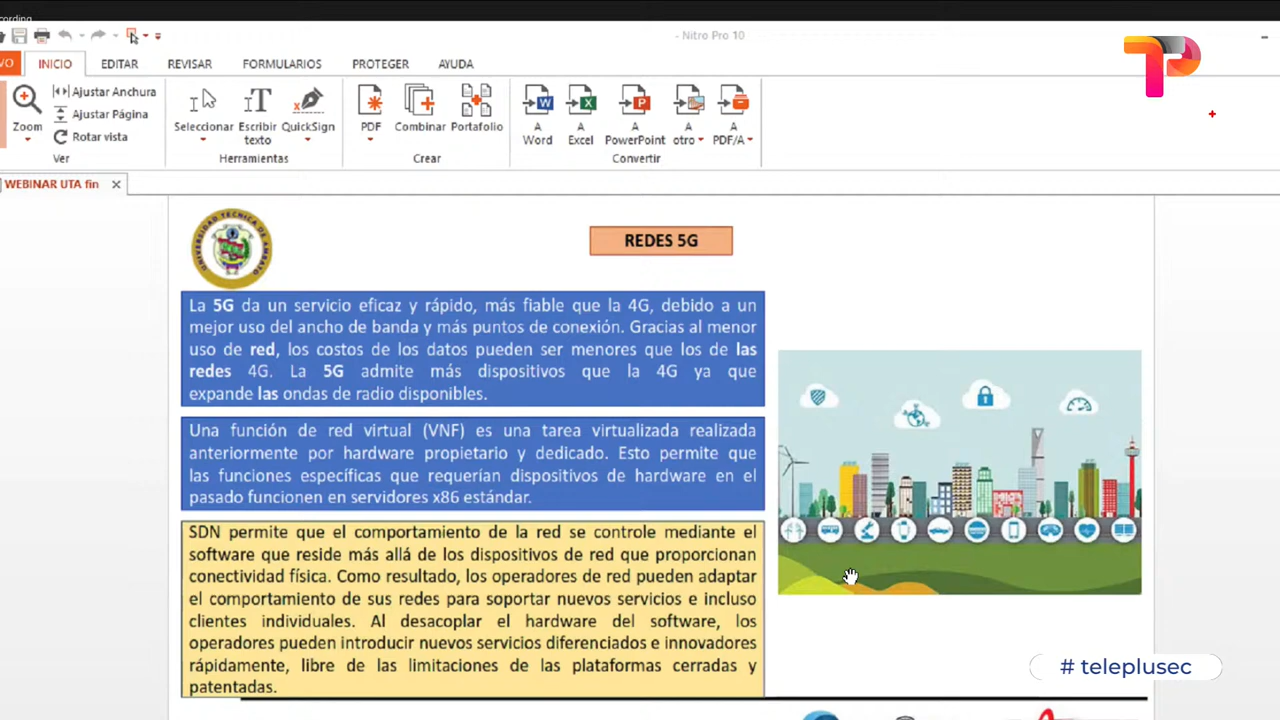 cording
- Nitro Pro 10
VO INICIO EDITAR REVISAR FORMULARIOS PROTEGER AYUDA
Zoom
Ajustar Anchura
Ajustar Página
Rotar vista
Ver
Seleccionar
Escribir
texto
QuickSign
Herramientas
PDF
Combinar
Portafolio
Crear
A
Word
A
Excel
A
PowerPoint
A
otro
A
PDF/A
Convertir
WEBINAR UTA fin
TP
UNIVERSIDAD TECNICA DE AMBATO
REDES 5G
La 5G da un servicio eficaz y rápido, más fiable que la 4G, debido a un
mejor uso del ancho de banda y más puntos de conexión. Gracias al menor
uso de red, los costos de los datos pueden ser menores que los de las
redes 4G. La 5G admite más dispositivos que la 4G ya que
expande las ondas de radio disponibles.
Una función de red virtual (VNF) es una tarea virtualizada realizada
anteriormente por hardware propietario y dedicado. Esto permite que
las funciones específicas que requerían dispositivos de hardware en el
pasado funcionen en servidores x86 estándar.
SDN permite que el comportamiento de la red se controle mediante el
software que reside más allá de los dispositivos de red que proporcionan
conectividad física. Como resultado, los operadores de red pueden adaptar
el comportamiento de sus redes para soportar nuevos servicios e incluso
clientes individuales. Al desacoplar el hardware del software, los
operadores pueden introducir nuevos servicios diferenciados e innovadores
rápidamente, libre de las limitaciones de las plataformas cerradas y
patentadas.
# teleplusec